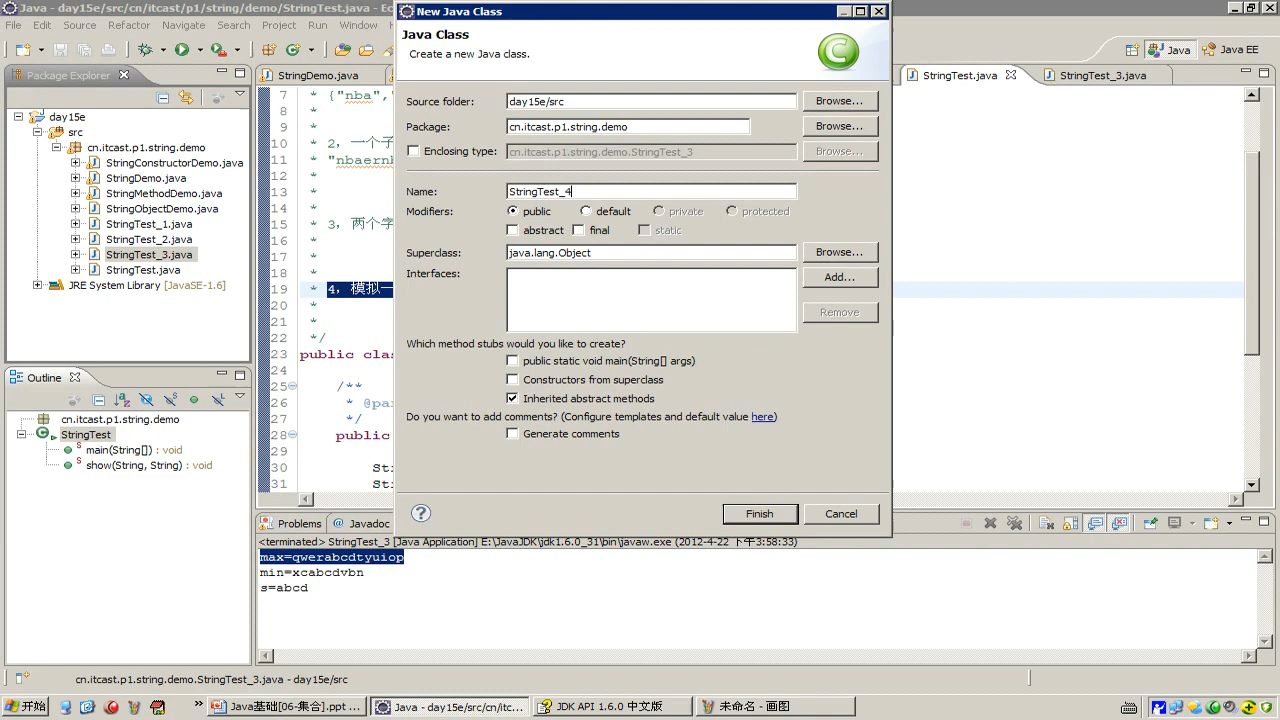 Java - day15e/src/cn/itcast/p1/string/demo/
New Java Class
File Edit Source Refactor Navigate Search Project Run
Java
Java EE
Java Class
Create a new Java class.
Source folder: day15e/src Browse...
Package: cn.itcast.p1.string.demo Browse...
Enclosing type: cn.itcast.p1.string.demo.StringTest_3 Browse...
Name: StringTest_4
Modifiers: public default private protected
abstract final static
Superclass: java.lang.Object Browse...
Interfaces: Add...
Remove
Which method stubs would you like to create?
public static void main(String[] args)
Constructors from superclass
Inherited abstract methods
Do you want to add comments? (Configure templates and default value here)
Generate comments
Finish Cancel
Package Explorer
day15e
src
cn.itcast.p1.string.demo
StringConstructorDemo.java
StringDemo.java
StringMethodDemo.java
StringObjectDemo.java
StringTest_1.java
StringTest_2.java
StringTest_3.java
StringTest.java
JRE System Library [JavaSE-1.6]
Outline
cn.itcast.p1.string.demo
StringTest
main(String[]) : void
show(String, String) : void
StringDemo.java
StringTest.java
StringTest_3.java
7 * {"nba","
8 *
9 * 2，一个子
10 * "nbaernb
11 *
12 *
13 * 3，两个字
14 *
15 *
16 *
17 *
18 *
19 * 4，模拟一
20 *
21 *
22 */
23 public clas
24
25 /**
26 * @par
27 */
28 public
29
30 St
31 St
Problems @ Javadoc
<terminated> StringTest_3 [Java Application] E:\JavaJDK\jdk1.6.0_31\bin\javaw.exe (2012-4-22 下午3:58:33)
max=qwerabcdtyuiop
min=xcabcdvbn
s=abcd
cn.itcast.p1.string.demo.StringTest_3.java - day15e/src
开始
Java基础[06-集合].ppt ...
Java - day15e/src/cn/itc...
JDK API 1.6.0 中文版
未命名 - 画图